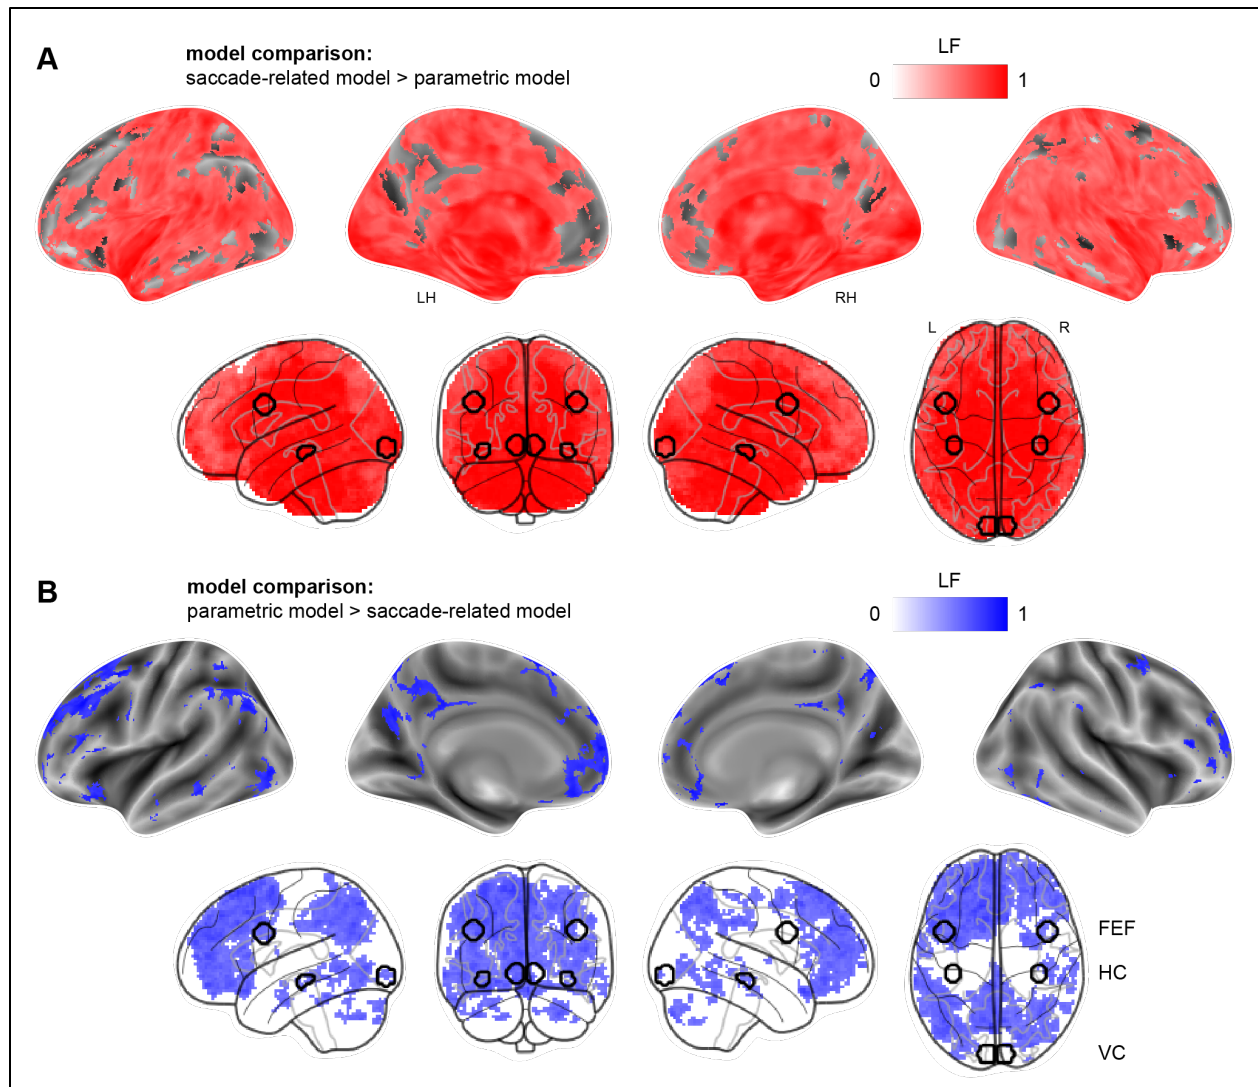 A
model comparison:
saccade-related model > parametric model
LF
0 1
LH
RH
L R
B
model comparison:
parametric model > saccade-related model
LF
0 1
FEF
HC
VC